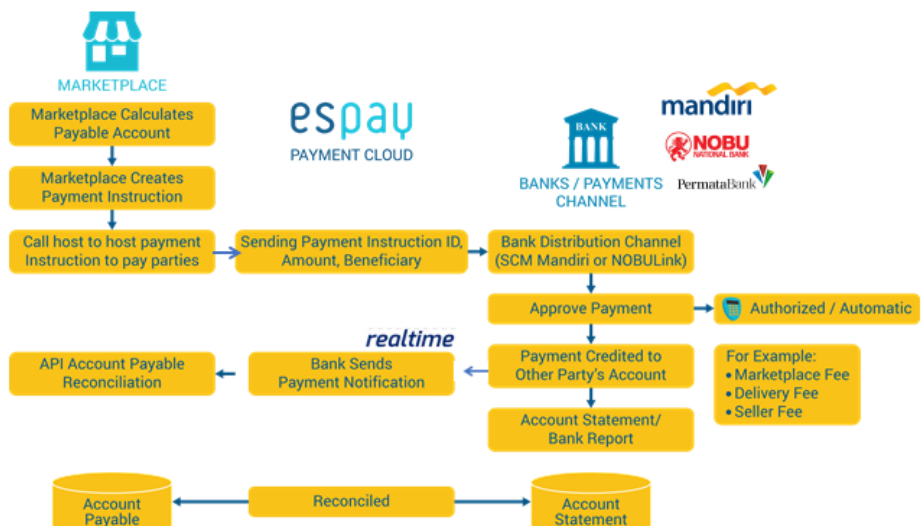 MARKETPLACE
Marketplace Calculates
Payable Account
Marketplace Creates
Payment Instruction
Call host to host payment
Instruction to pay parties
espay
PAYMENT CLOUD
Sending Payment Instruction ID,
Amount, Beneficiary
BANK
BANKS / PAYMENTS
CHANNEL
mandiri
NOBU
NATIONAL BANK
PermataBank
Bank Distribution Channel
(SCM Mandiri or NOBULink)
Approve Payment
Authorized / Automatic
realtime
API Account Payable
Reconciliation
Bank Sends
Payment Notification
Payment Credited to
Other Party's Account
For Example:
• Marketplace Fee
• Delivery Fee
• Seller Fee
Account Statement/
Bank Report
Account
Payable
Reconciled
Account
Statement